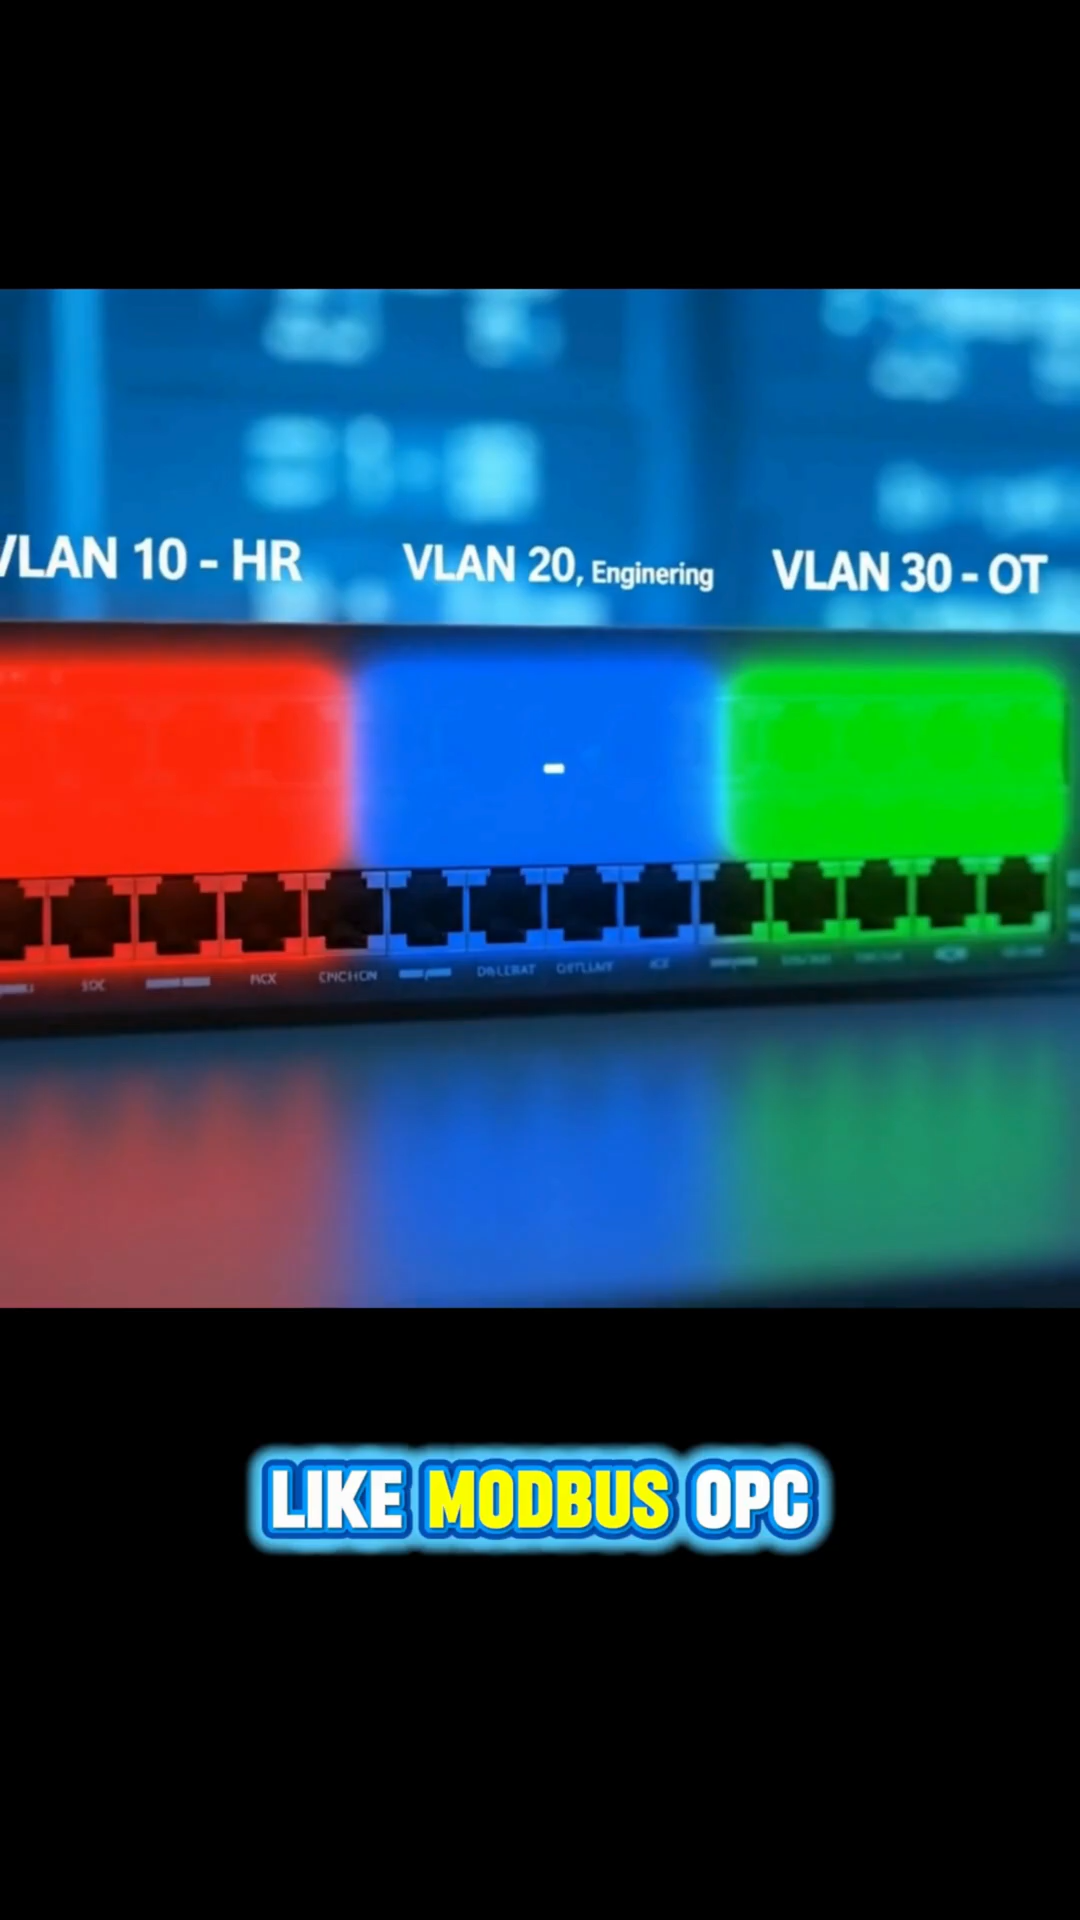 VLAN 10 - HR
VLAN 20, Enginering
VLAN 30 - OT
LIKE MODBUS OPC